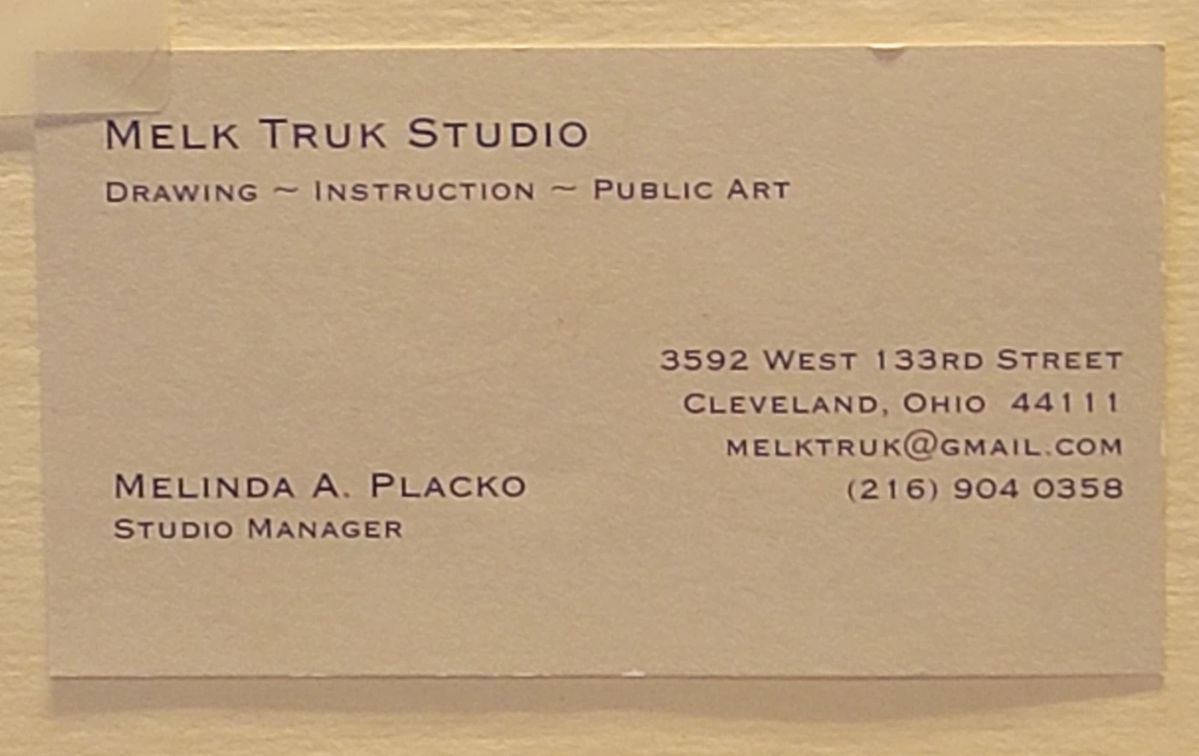 MELK TRUK STUDIO
DRAWING ~ INSTRUCTION ~ PUBLIC ART
3592 WEST 133RD STREET
CLEVELAND, OHIO 44111
MELKTRUK@GMAIL.COM
(216) 904 0358
MELINDA A. PLACKO
STUDIO MANAGER